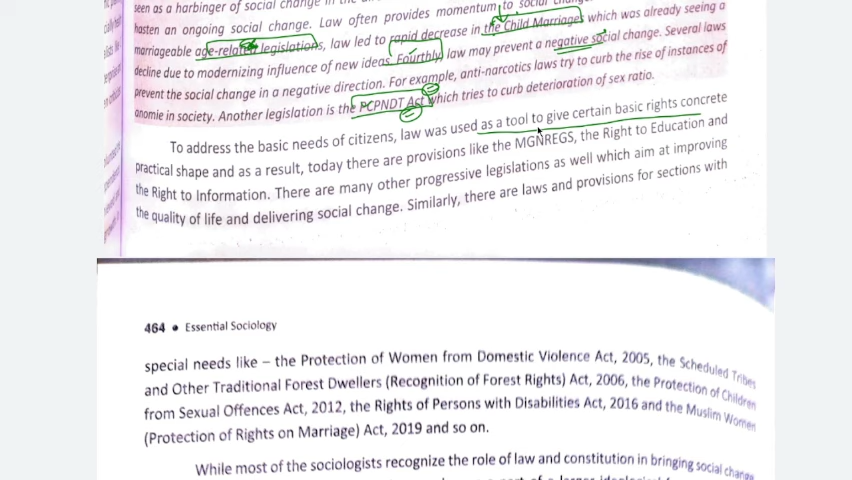 seen as a harbinger of social change in the
hasten an ongoing social change. Law often provides momentum to social
marriageable age-related legislations, law led to rapid decrease in the Child Marriages which was already seeing a
decline due to modernizing influence of new ideas. Fourthly, law may prevent a negative social change. Several laws
prevent the social change in a negative direction. For example, anti-narcotics laws try to curb the rise of instances of
anomie in society. Another legislation is the PCPNDT Act which tries to curb deterioration of sex ratio.
To address the basic needs of citizens, law was used as a tool to give certain basic rights concrete
practical shape and as a result, today there are provisions like the MGNREGS, the Right to Education and
the Right to Information. There are many other progressive legislations as well which aim at improving
the quality of life and delivering social change. Similarly, there are laws and provisions for sections with
464 • Essential Sociology
special needs like – the Protection of Women from Domestic Violence Act, 2005, the Scheduled Tribes
and Other Traditional Forest Dwellers (Recognition of Forest Rights) Act, 2006, the Protection of Children
from Sexual Offences Act, 2012, the Rights of Persons with Disabilities Act, 2016 and the Muslim Women
(Protection of Rights on Marriage) Act, 2019 and so on.
While most of the sociologists recognize the role of law and constitution in bringing social change